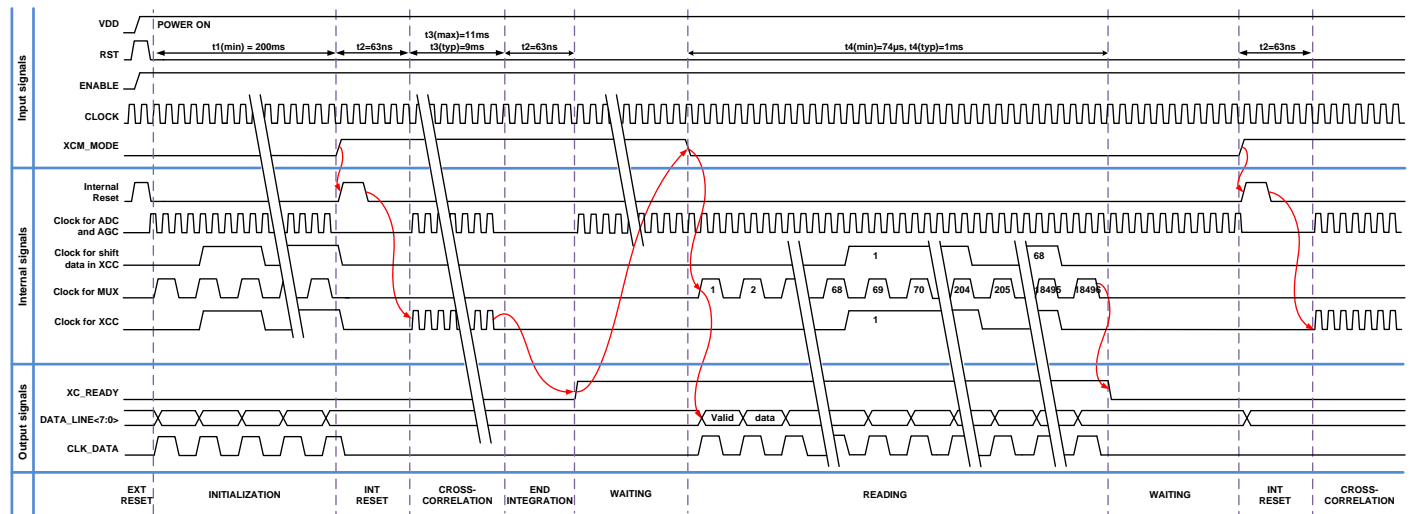 Input signals
VDD
POWER ON
t3(max)=11ms
t1(min) = 200ms
t2=63ns
t3(typ)=9ms
t2=63ns
t4(min)=74µs, t4(typ)=1ms
t2=63ns
RST
ENABLE
CLOCK
XCM_MODE
Internal signals
Internal
Reset
Clock for ADC
and AGC
Clock for shift
data in XCC
1
68
Clock for MUX
1
2
68
69
70
204
205
18495
18496
Clock for XCC
1
Output signals
XC_READY
DATA_LINE<7:0>
Valid
data
CLK_DATA
EXT
RESET
INITIALIZATION
INT
RESET
CROSS-
CORRELATION
END
INTEGRATION
WAITING
READING
WAITING
INT
RESET
CROSS-
CORRELATION